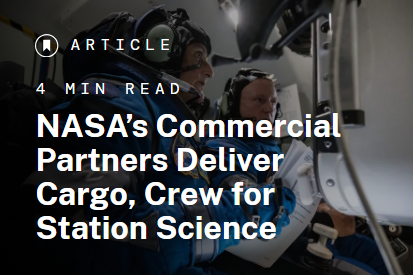 ARTICLE
4 MIN READ
NASA's Commercial
Partners Deliver
Cargo, Crew for
Station Science